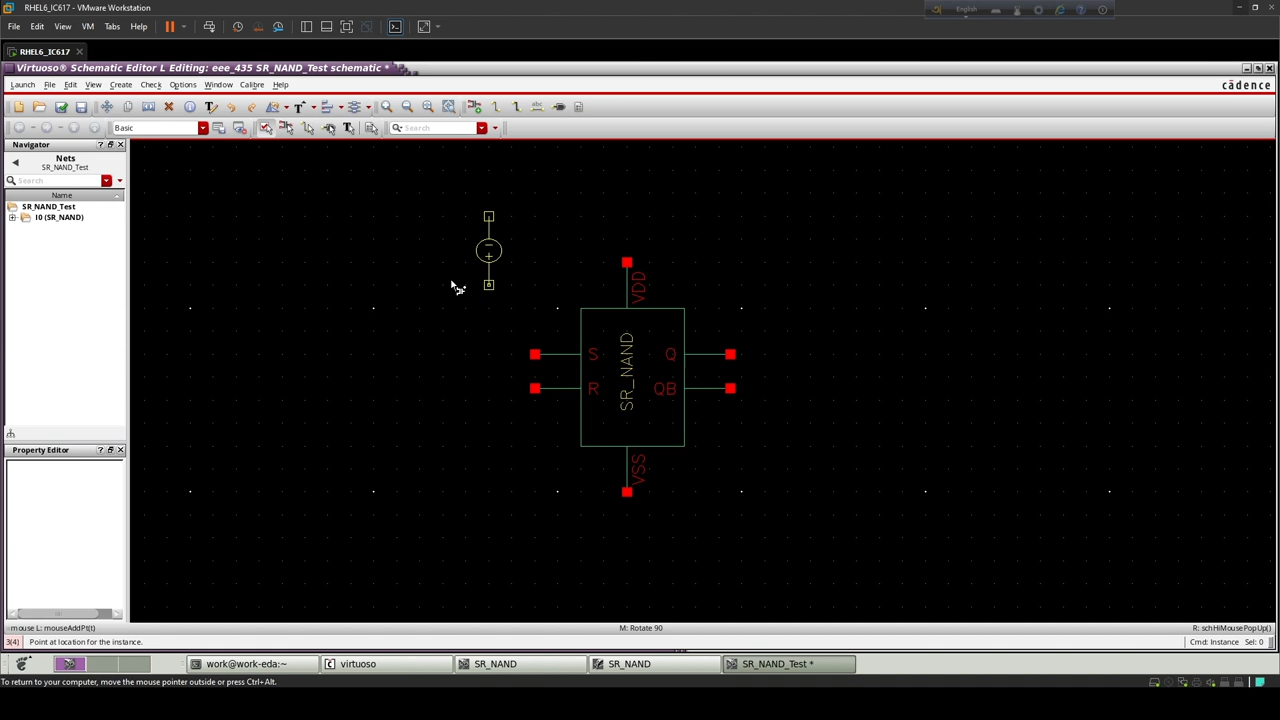 RHEL6_IC617 - VMware Workstation
English
File Edit View VM Tabs Help
RHEL6_IC617
Virtuoso® Schematic Editor L Editing: eee_435 SR_NAND_Test schematic *
Launch File Edit View Create Check Options Window Calibre Help
cādence
Basic
Search
Navigator
Nets
SR_NAND_Test
Search
Name
SR_NAND_Test
I0 (SR_NAND)
Property Editor
VDD
S
Q
SR_NAND
R
QB
VSS
mouse L: mouseAddPt(t)
M: Rotate 90
R: schHiMousePopUp()
3(4)
Point at location for the instance.
Cmd: Instance Sel: 0
work@work-eda:~
virtuoso
SR_NAND
SR_NAND
SR_NAND_Test *
To return to your computer, move the mouse pointer outside or press Ctrl+Alt.